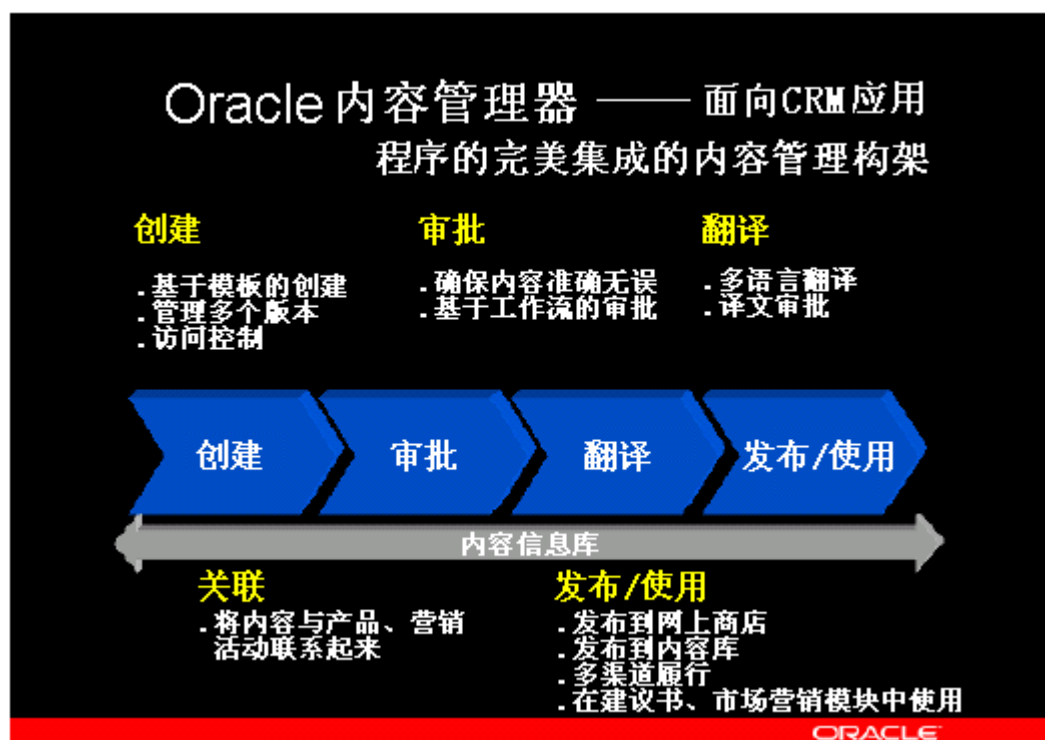 Oracle 内容管理器 —— 面向CRM应用
程序的完美集成的内容管理构架
创建
.基于模板的创建
.管理多个版本
.访问控制
审批
.确保内容准确无误
.基于工作流的审批
翻译
.多语言翻译
.译文审批
创建
审批
翻译
发布/使用
内容信息库
关联
.将内容与产品、营销
活动联系起来
发布/使用
.发布到网上商店
.发布到内容库
.多渠道履行
.在建议书、市场营销模块中使用
ORACLE